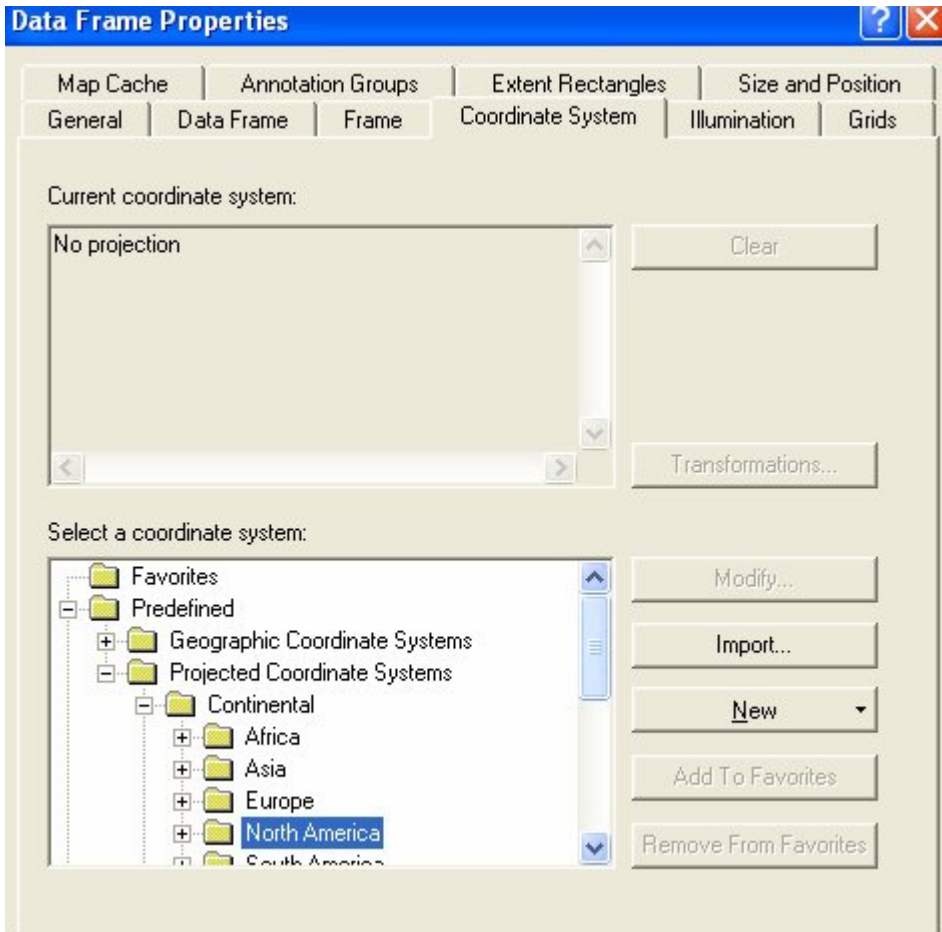 Data Frame Properties
Map Cache Annotation Groups Extent Rectangles Size and Position
General Data Frame Frame Coordinate System Illumination Grids
Current coordinate system:
No projection
Clear
Transformations...
Select a coordinate system:
Favorites
Modify...
Predefined
Geographic Coordinate Systems
Import...
Projected Coordinate Systems
Continental
New
Africa
Asia
Add To Favorites
Europe
North America
Remove From Favorites
South America